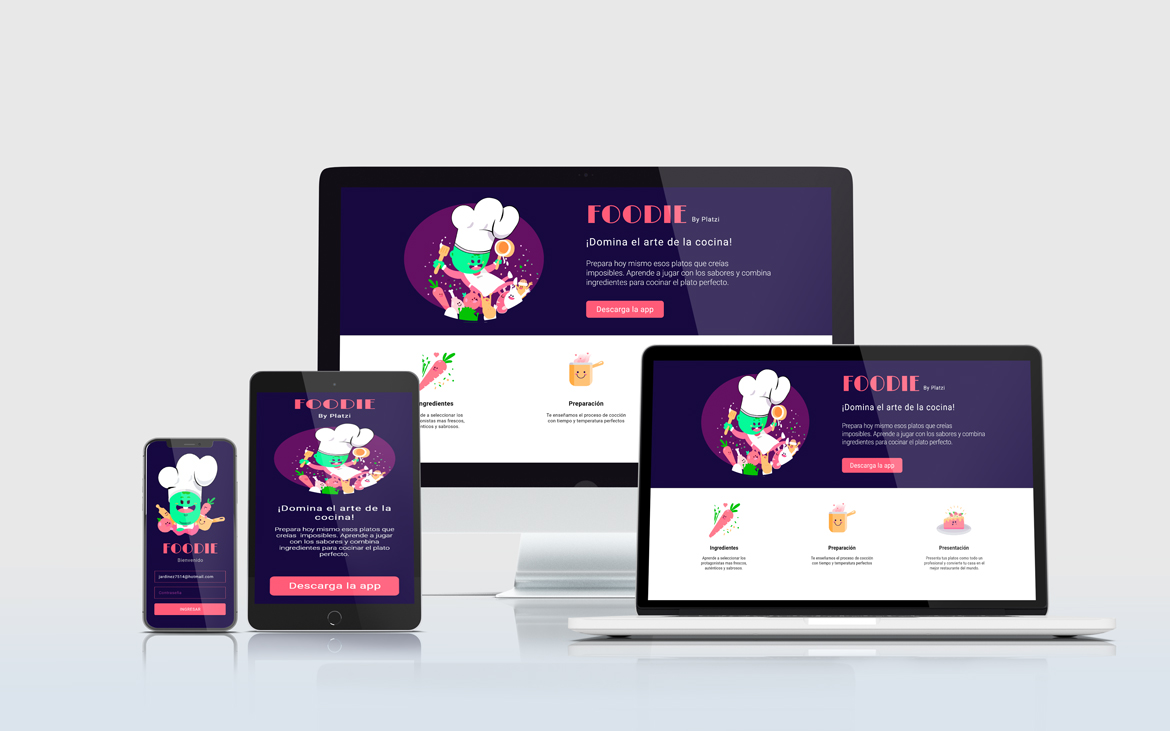 FOODIE By Platzi
¡Domina el arte de la cocina!
Prepara hoy mismo esos platos que creías
imposibles. Aprende a jugar con los sabores y combina
ingredientes para cocinar el plato perfecto.
Descarga la app
ngredientes
de a seleccionar los
onistas mas frescos,
énticos y sabrosos.
Preparación
Te enseñamos el proceso de cocción
con tiempo y temperatura perfectos.
FOODIE By Platzi
¡Domina el arte de la cocina!
Prepara hoy mismo esos platos que creías
imposibles. Aprende a jugar con los sabores y combina
ingredientes para cocinar el plato perfecto.
Descarga la app
Ingredientes
Aprende a seleccionar los
protagonistas mas frescos,
auténticos y sabrosos.
Preparación
Te enseñamos el proceso de cocción
con tiempo y temperatura perfectos
Presentación
Presenta tus platos como todo un
profesional y convierte tu casa en el
mejor restaurante del mundo.
FOODIE
By Platzi
¡Domina el arte de la
cocina!
Prepara hoy mismo esos platos que
creías imposibles. Aprende a jugar
con los sabores y combina
ingredientes para cocinar el plato
perfecto.
Descarga la app
FOODIE
Bienvenido
jardinez7514@hotmail.com
Contraseña
INGRESAR